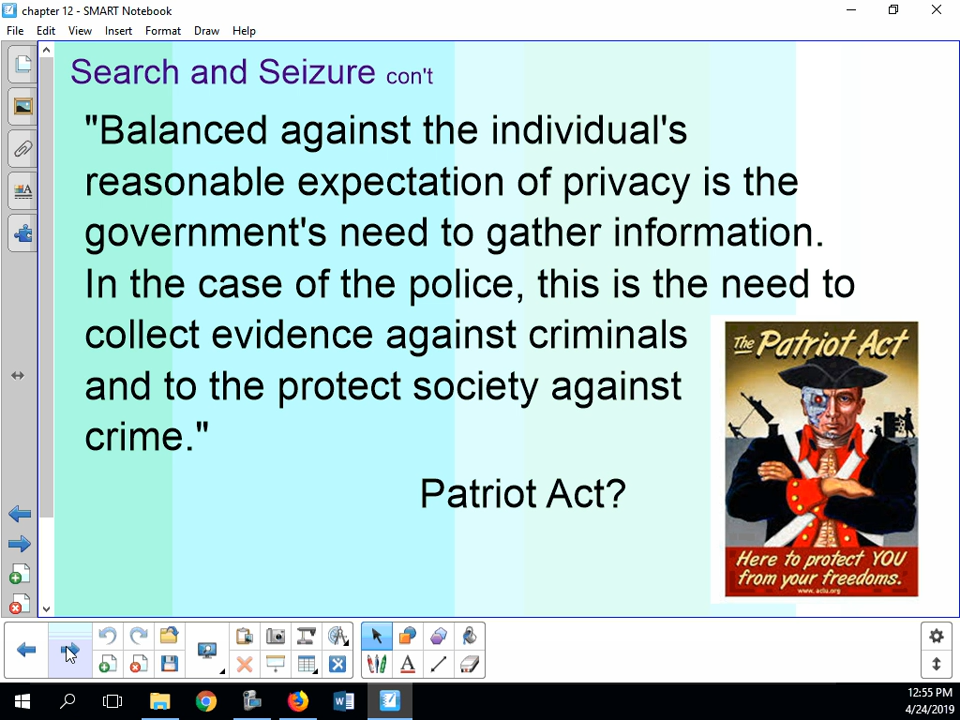 chapter 12 - SMART Notebook
File Edit View Insert Format Draw Help
Search and Seizure con't
"Balanced against the individual's
reasonable expectation of privacy is the
government's need to gather information.
In the case of the police, this is the need to
collect evidence against criminals
and to the protect society against
crime."
Patriot Act?
The Patriot Act
Here to protect YOU
from your freedoms.
www.aclu.org
12:55 PM
4/24/2019